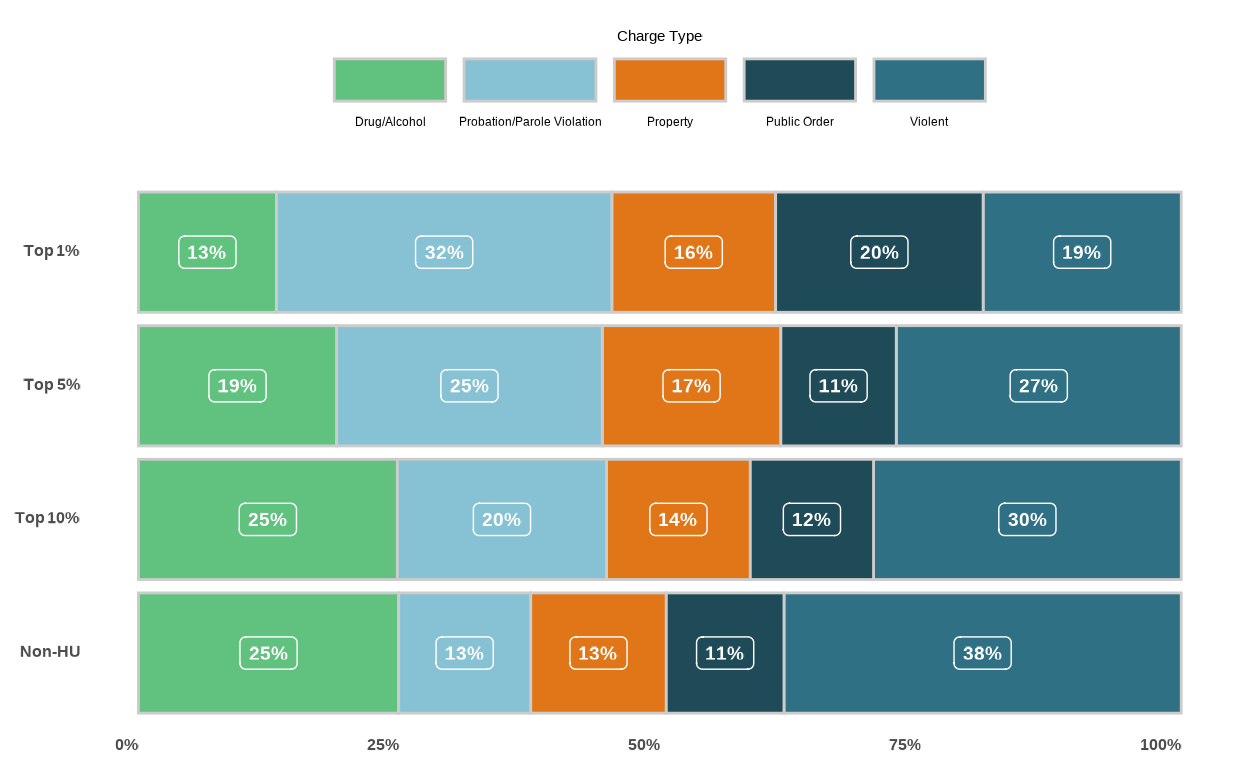 Charge Type
Drug/Alcohol Probation/Parole Violation Property Public Order Violent
Top 1% 13% 32% 16% 20% 19%
Top 5% 19% 25% 17% 11% 27%
Top 10% 25% 20% 14% 12% 30%
Non-HU 25% 13% 13% 11% 38%
0% 25% 50% 75% 100%